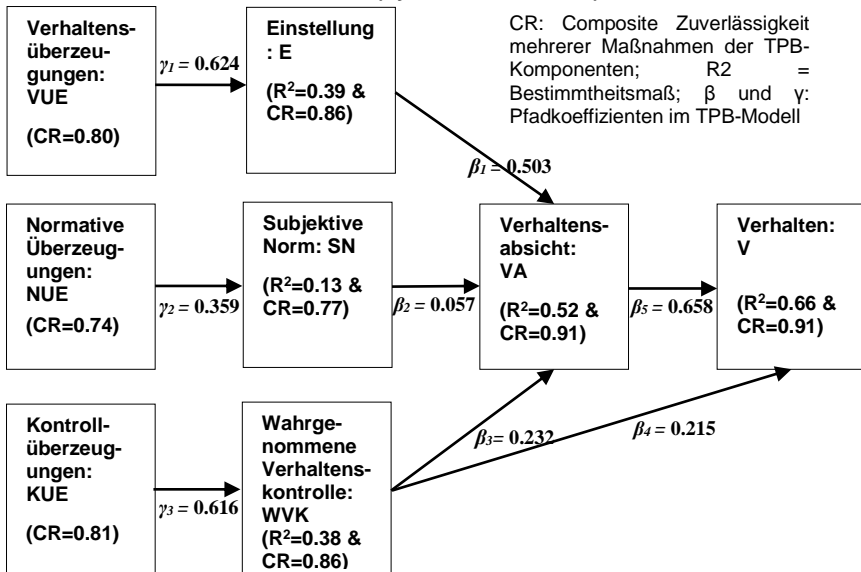 Verhaltens-
überzeu-
gungen:
VUE
(CR=0.80)
γ1 = 0.624
Einstellung
: E
(R²=0.39 &
CR=0.86)
CR: Composite Zuverlässigkeit
mehrerer Maßnahmen der TPB-
Komponenten; R2 =
Bestimmtheitsmaß; β und γ:
Pfadkoeffizienten im TPB-Modell
β1 = 0.503
Normative
Überzeug-
ungen:
NUE
(CR=0.74)
γ2 = 0.359
Subjektive
Norm: SN
(R²=0.13 &
CR=0.77)
β2 = 0.057
Verhaltens-
absicht:
VA
(R²=0.52 &
CR=0.91)
β5 = 0.658
Verhalten:
V
(R²=0.66 &
CR=0.91)
Kontroll-
überzeug-
ungen:
KUE
(CR=0.81)
γ3 = 0.616
Wahrge-
nommene
Verhaltens-
kontrolle:
WVK
(R²=0.38 &
CR=0.86)
β3= 0.232
β4 = 0.215